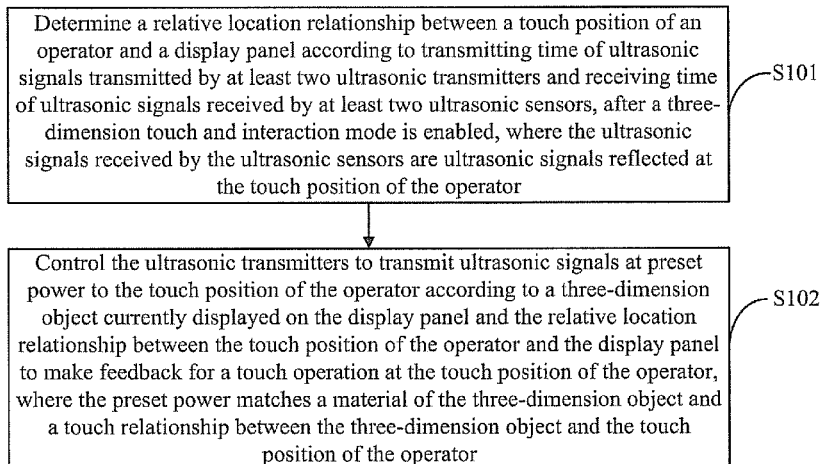 Determine a relative location relationship between a touch position of
an operator and a display panel according to transmitting time of
ultrasonic signals transmitted by at least two ultrasonic
transmitters and receiving time
of ultrasonic signals received by at least two ultrasonic sensors, after a three-
dimension touch and interaction mode is enabled, where the ultrasonic
signals received by the ultrasonic sensors are ultrasonic signals reflected at
the touch position of the operator
S101
Control the ultrasonic transmitters to transmit ultrasonic signals at preset
power to the touch position of the operator according to a three-dimension
object currently displayed on the display panel and the relative location
relationship between the touch position of the operator and the display panel
to make feedback for a touch operation at the touch position of the operator,
where the preset power matches a material of the three-dimension object and
a touch relationship between the three-dimension object and the touch
position of the operator
S102